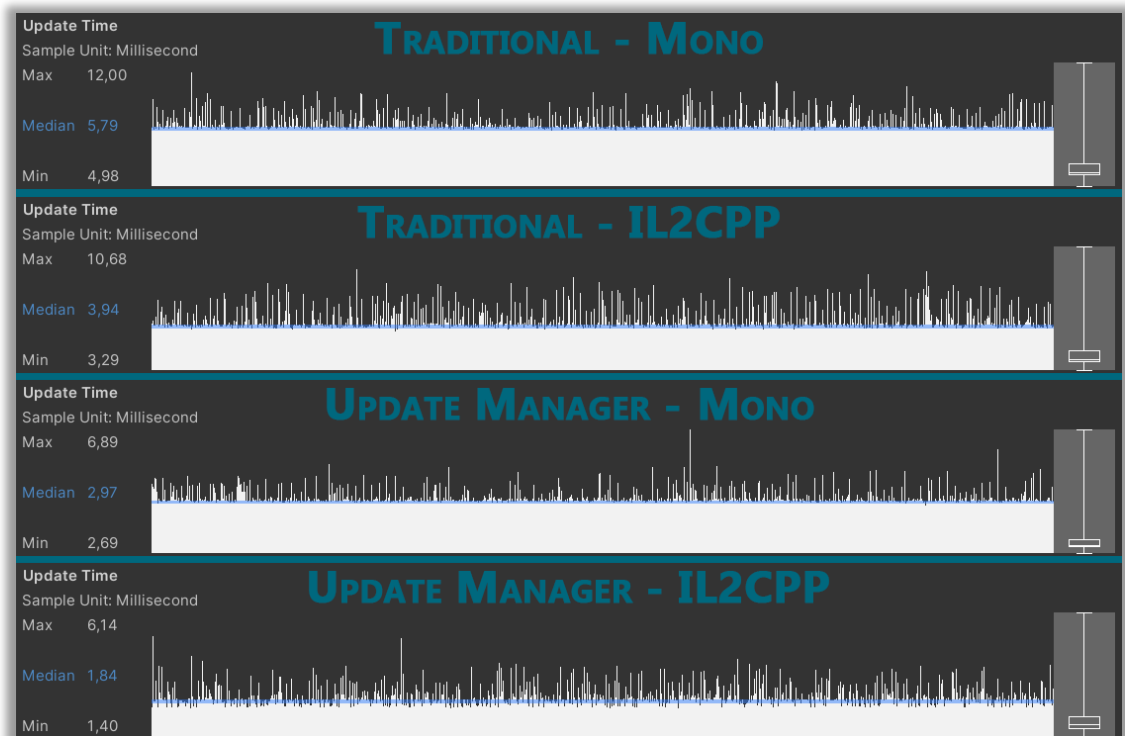 Update Time
TRADITIONAL - MONO
Sample Unit: Millisecond
Max 12,00
Median 5,79
Min 4,98
Update Time
TRADITIONAL - IL2CPP
Sample Unit: Millisecond
Max 10,68
Median 3,94
Min 3,29
Update Time
UPDATE MANAGER - MONO
Sample Unit: Millisecond
Max 6,89
Median 2,97
Min 2,69
Update Time
UPDATE MANAGER - IL2CPP
Sample Unit: Millisecond
Max 6,14
Median 1,84
Min 1,40